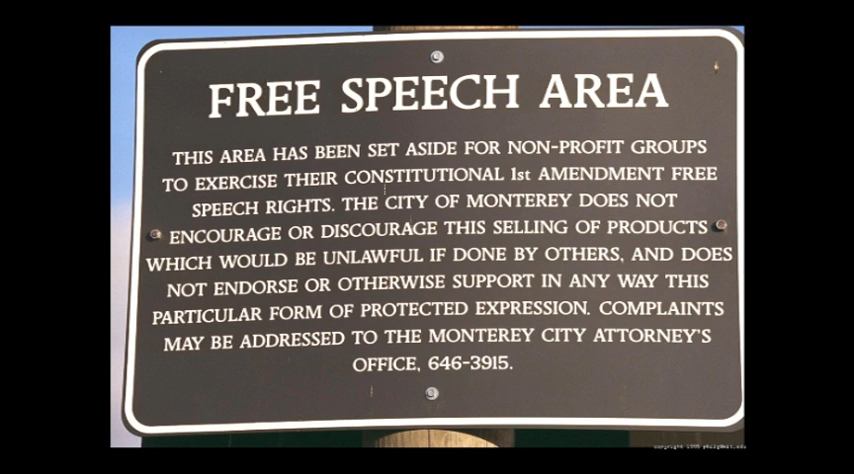 FREE SPEECH AREA
THIS AREA HAS BEEN SET ASIDE FOR NON-PROFIT GROUPS
TO EXERCISE THEIR CONSTITUTIONAL 1st AMENDMENT FREE
SPEECH RIGHTS. THE CITY OF MONTEREY DOES NOT
ENCOURAGE OR DISCOURAGE THIS SELLING OF PRODUCTS
WHICH WOULD BE UNLAWFUL IF DONE BY OTHERS, AND DOES
NOT ENDORSE OR OTHERWISE SUPPORT IN ANY WAY THIS
PARTICULAR FORM OF PROTECTED EXPRESSION. COMPLAINTS
MAY BE ADDRESSED TO THE MONTEREY CITY ATTORNEY'S
OFFICE, 646-3915.
copyright